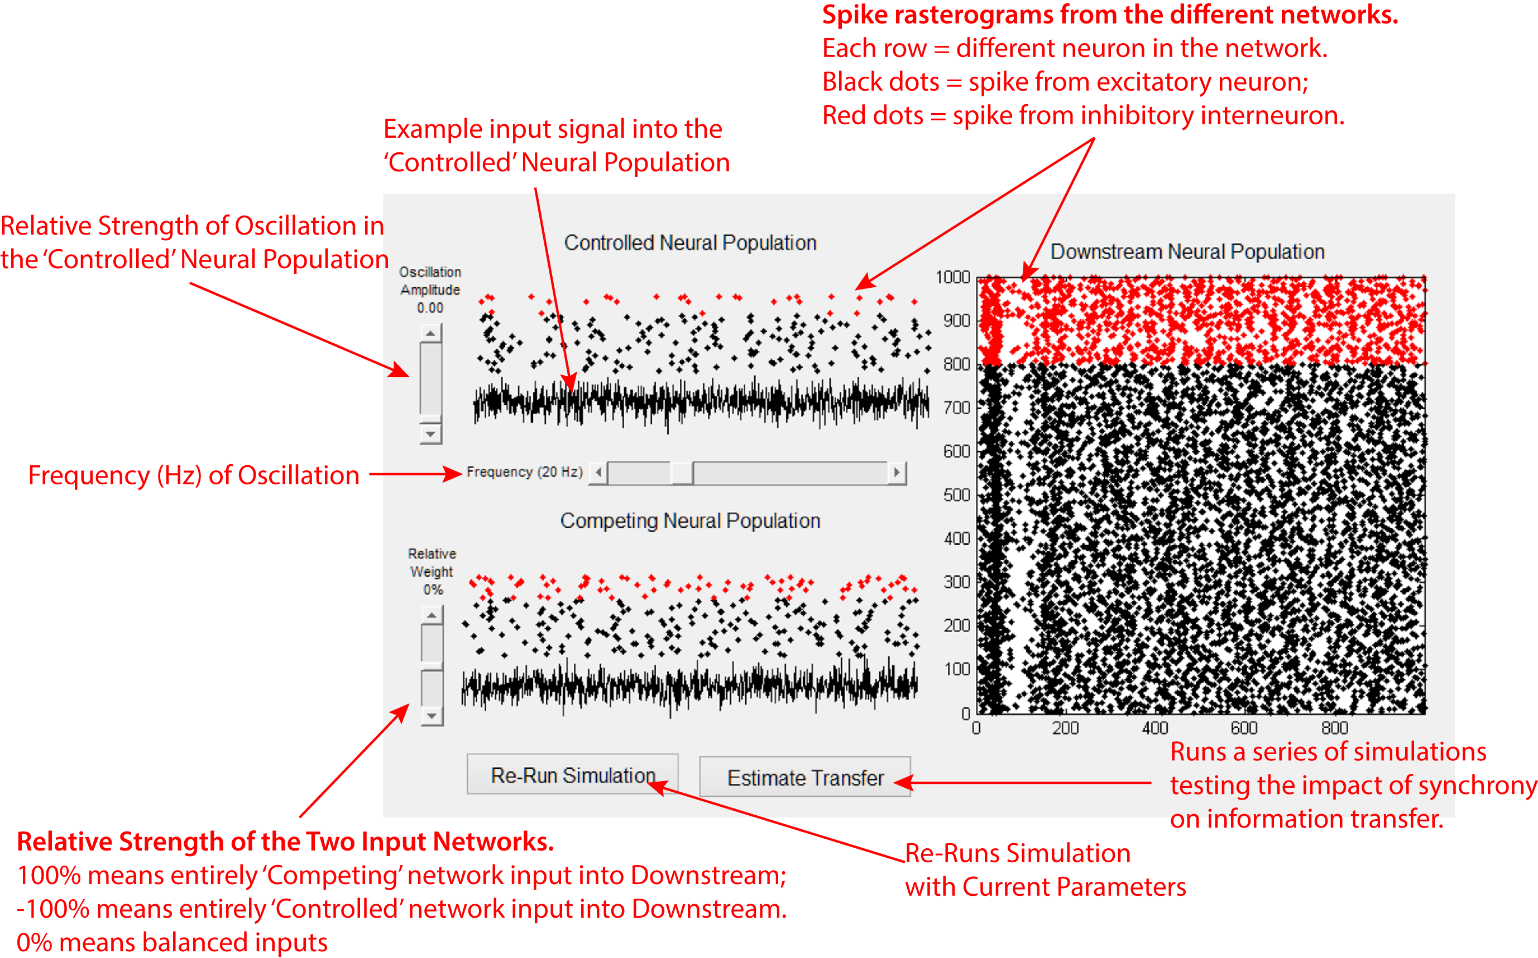 Spike rasterograms from the different networks.
Each row = different neuron in the network.
Black dots = spike from excitatory neuron;
Red dots = spike from inhibitory interneuron.
Example input signal into the
‘Controlled’ Neural Population
Relative Strength of Oscillation in
the ‘Controlled’ Neural Population
Controlled Neural Population
Downstream Neural Population
Oscillation
Amplitude
0.00
1000
900
800
700
600
500
400
300
200
100
0
0
200
400
600
800
Frequency (Hz) of Oscillation
Frequency (20 Hz)
Competing Neural Population
Relative
Weight
0%
Re-Run Simulation
Estimate Transfer
Runs a series of simulations
testing the impact of synchrony
on information transfer.
Relative Strength of the Two Input Networks.
100% means entirely ‘Competing’ network input into Downstream;
-100% means entirely ‘Controlled’ network input into Downstream.
0% means balanced inputs
Re-Runs Simulation
with Current Parameters